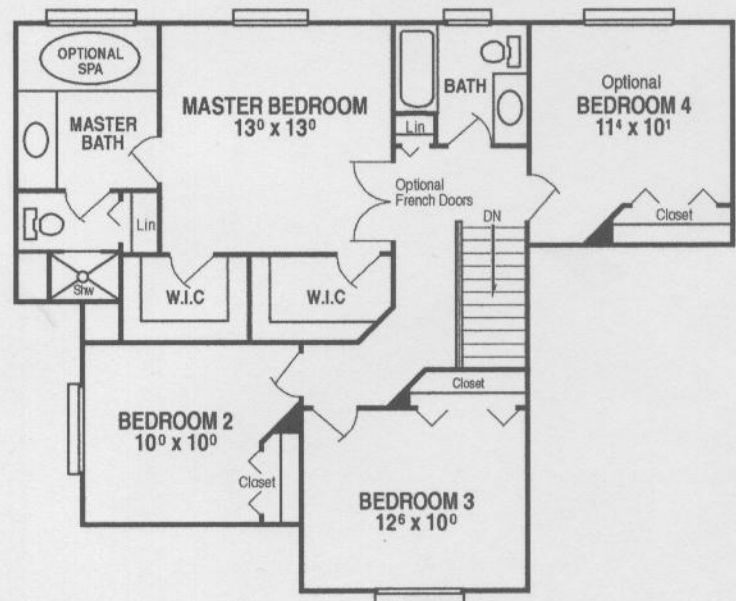 OPTIONAL
SPA
MASTER
BATH
MASTER BEDROOM
13⁰ x 13⁰
BATH
Lin
Optional
BEDROOM 4
11⁴ x 10¹
Closet
Optional
French Doors
DN
Lin
Shw
W.I.C
W.I.C
Closet
BEDROOM 2
10⁰ x 10⁰
Closet
BEDROOM 3
12⁶ x 10⁰